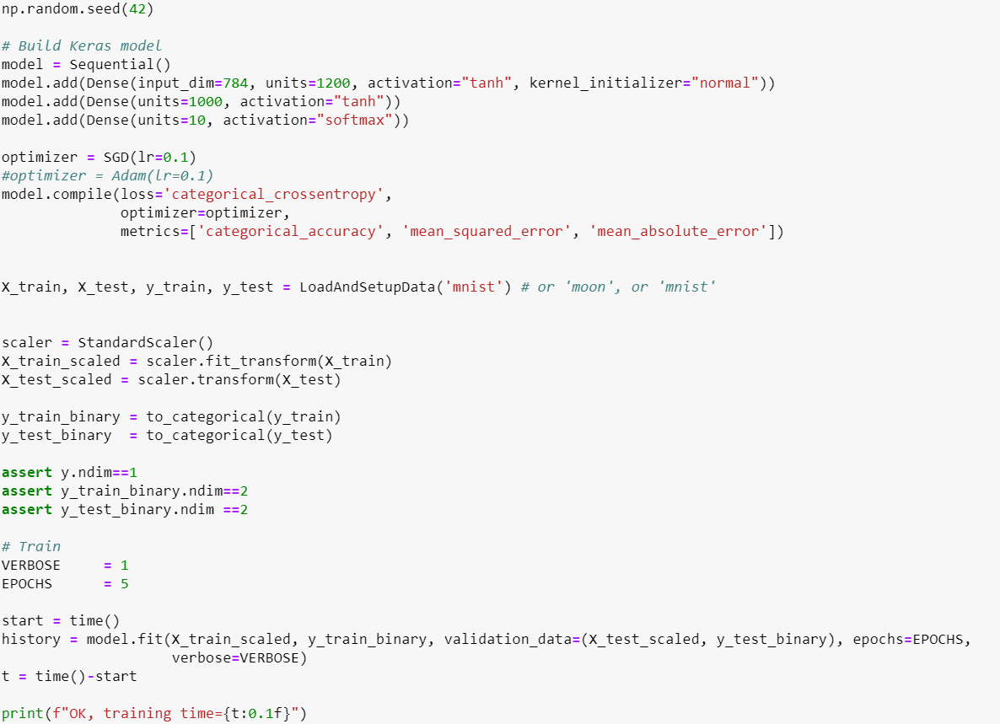 np.random.seed(42)
# Build Keras model
model = Sequential()
model.add(Dense(input_dim=784, units=1200, activation="tanh", kernel_initializer="normal"))
model.add(Dense(units=1000, activation="tanh"))
model.add(Dense(units=10, activation="softmax"))
optimizer = SGD(lr=0.1)
#optimizer = Adam(lr=0.1)
model.compile(loss='categorical_crossentropy',
              optimizer=optimizer,
              metrics=['categorical_accuracy', 'mean_squared_error', 'mean_absolute_error'])
X_train, X_test, y_train, y_test = LoadAndSetupData('mnist') # or 'moon', or 'mnist'
scaler = StandardScaler()
X_train_scaled = scaler.fit_transform(X_train)
X_test_scaled = scaler.transform(X_test)
y_train_binary = to_categorical(y_train)
y_test_binary  = to_categorical(y_test)
assert y.ndim==1
assert y_train_binary.ndim==2
assert y_test_binary.ndim ==2
# Train
VERBOSE     = 1
EPOCHS      = 5
start = time()
history = model.fit(X_train_scaled, y_train_binary, validation_data=(X_test_scaled, y_test_binary), epochs=EPOCHS,
                    verbose=VERBOSE)
t = time()-start
print(f"OK, training time={t:0.1f}")